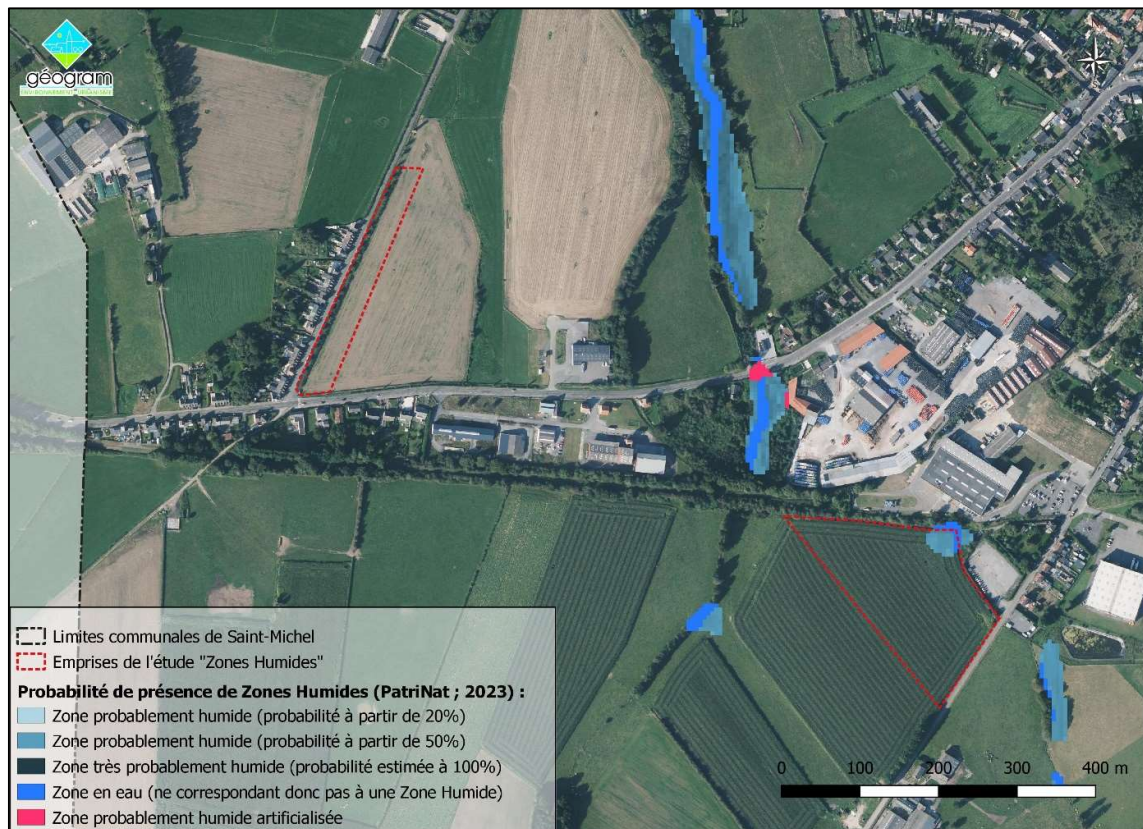 géogram
ENVIRONNEMENT URBANISME
Limites communales de Saint-Michel
Emprises de l'étude "Zones Humides"
Probabilité de présence de Zones Humides (PatriNat ; 2023) :
Zone probablement humide (probabilité à partir de 20%)
Zone probablement humide (probabilité à partir de 50%)
Zone très probablement humide (probabilité estimée à 100%)
Zone en eau (ne correspondant donc pas à une Zone Humide)
Zone probablement humide artificialisée
0 100 200 300 400 m